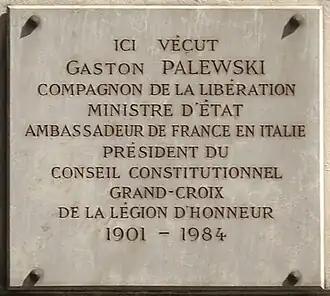 ICI VÉCUT
GASTON PALEWSKI
COMPAGNON DE LA LIBÉRATION
MINISTRE D'ÉTAT
AMBASSADEUR DE FRANCE EN ITALIE
PRÉSIDENT DU
CONSEIL CONSTITUTIONNEL
GRAND-CROIX
DE LA LÉGION D'HONNEUR
1901 - 1984